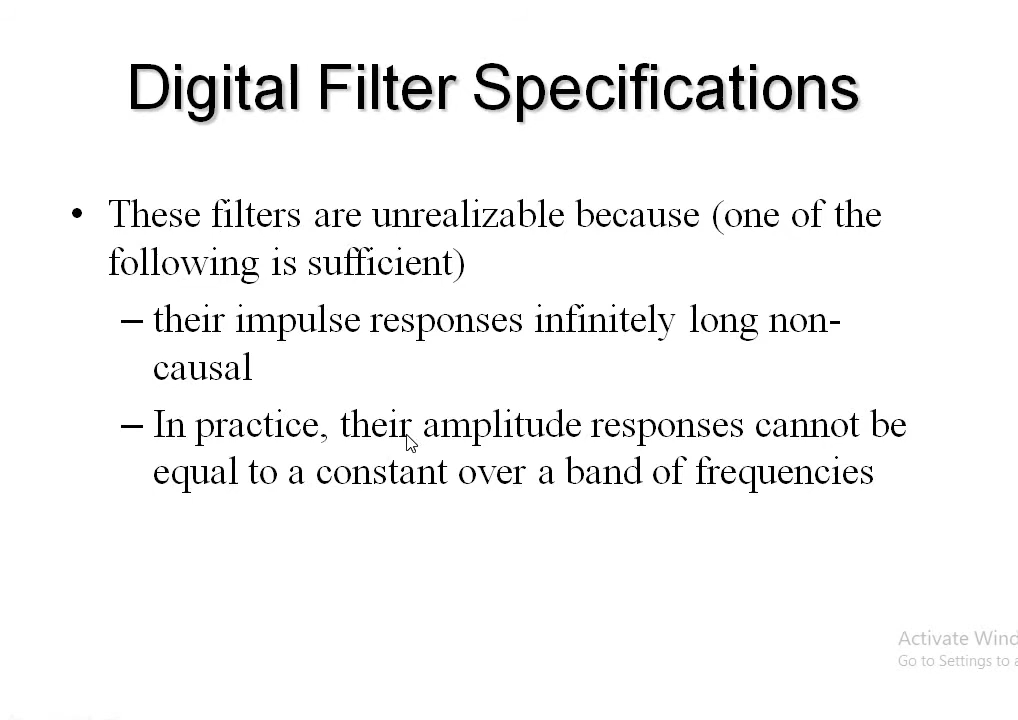 Digital Filter Specifications
• These filters are unrealizable because (one of the
following is sufficient)
– their impulse responses infinitely long non-
causal
– In practice, their amplitude responses cannot be
equal to a constant over a band of frequencies
Activate Wind
Go to Settings to a